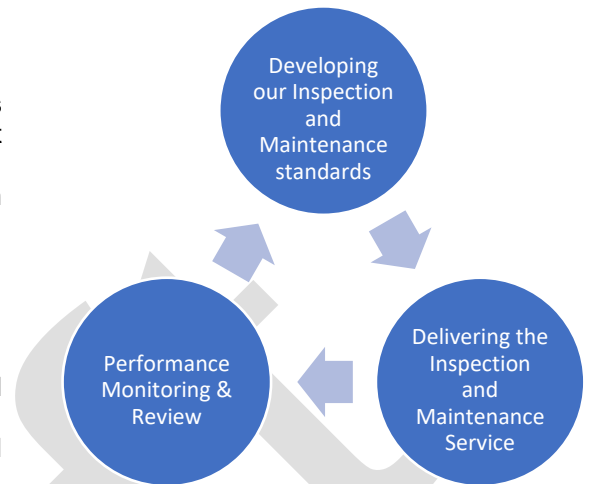 Developing
our Inspection
and
Maintenance
standards
Delivering the
Inspection
and
Maintenance
Service
Performance
Monitoring &
Review